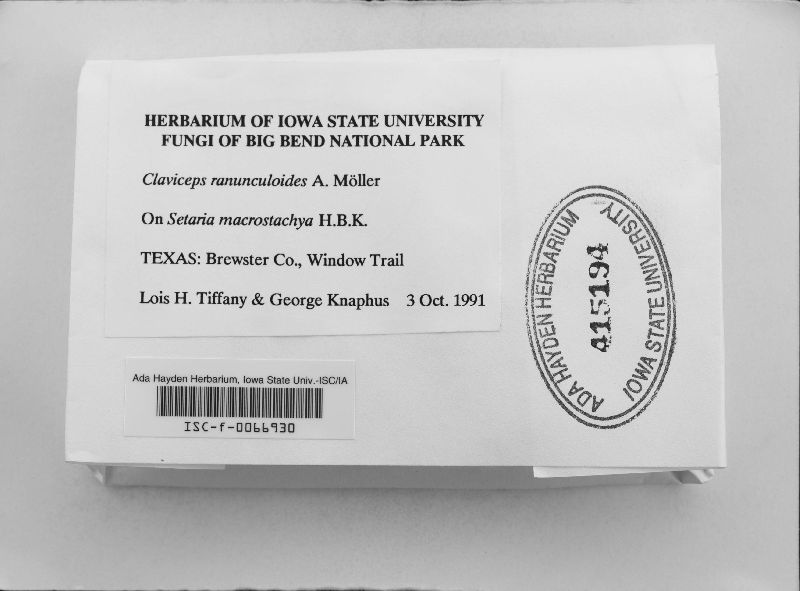 HERBARIUM OF IOWA STATE UNIVERSITY
FUNGI OF BIG BEND NATIONAL PARK
Claviceps ranunculoides A. Möller
On Setaria macrostachya H.B.K.
TEXAS: Brewster Co., Window Trail
Lois H. Tiffany & George Knaphus 3 Oct. 1991
ADA HAYDEN HERBARIUM
415194
IOWA STATE UNIVERSITY
Ada Hayden Herbarium, Iowa State Univ.-ISC/IA
ISC-f-0066930